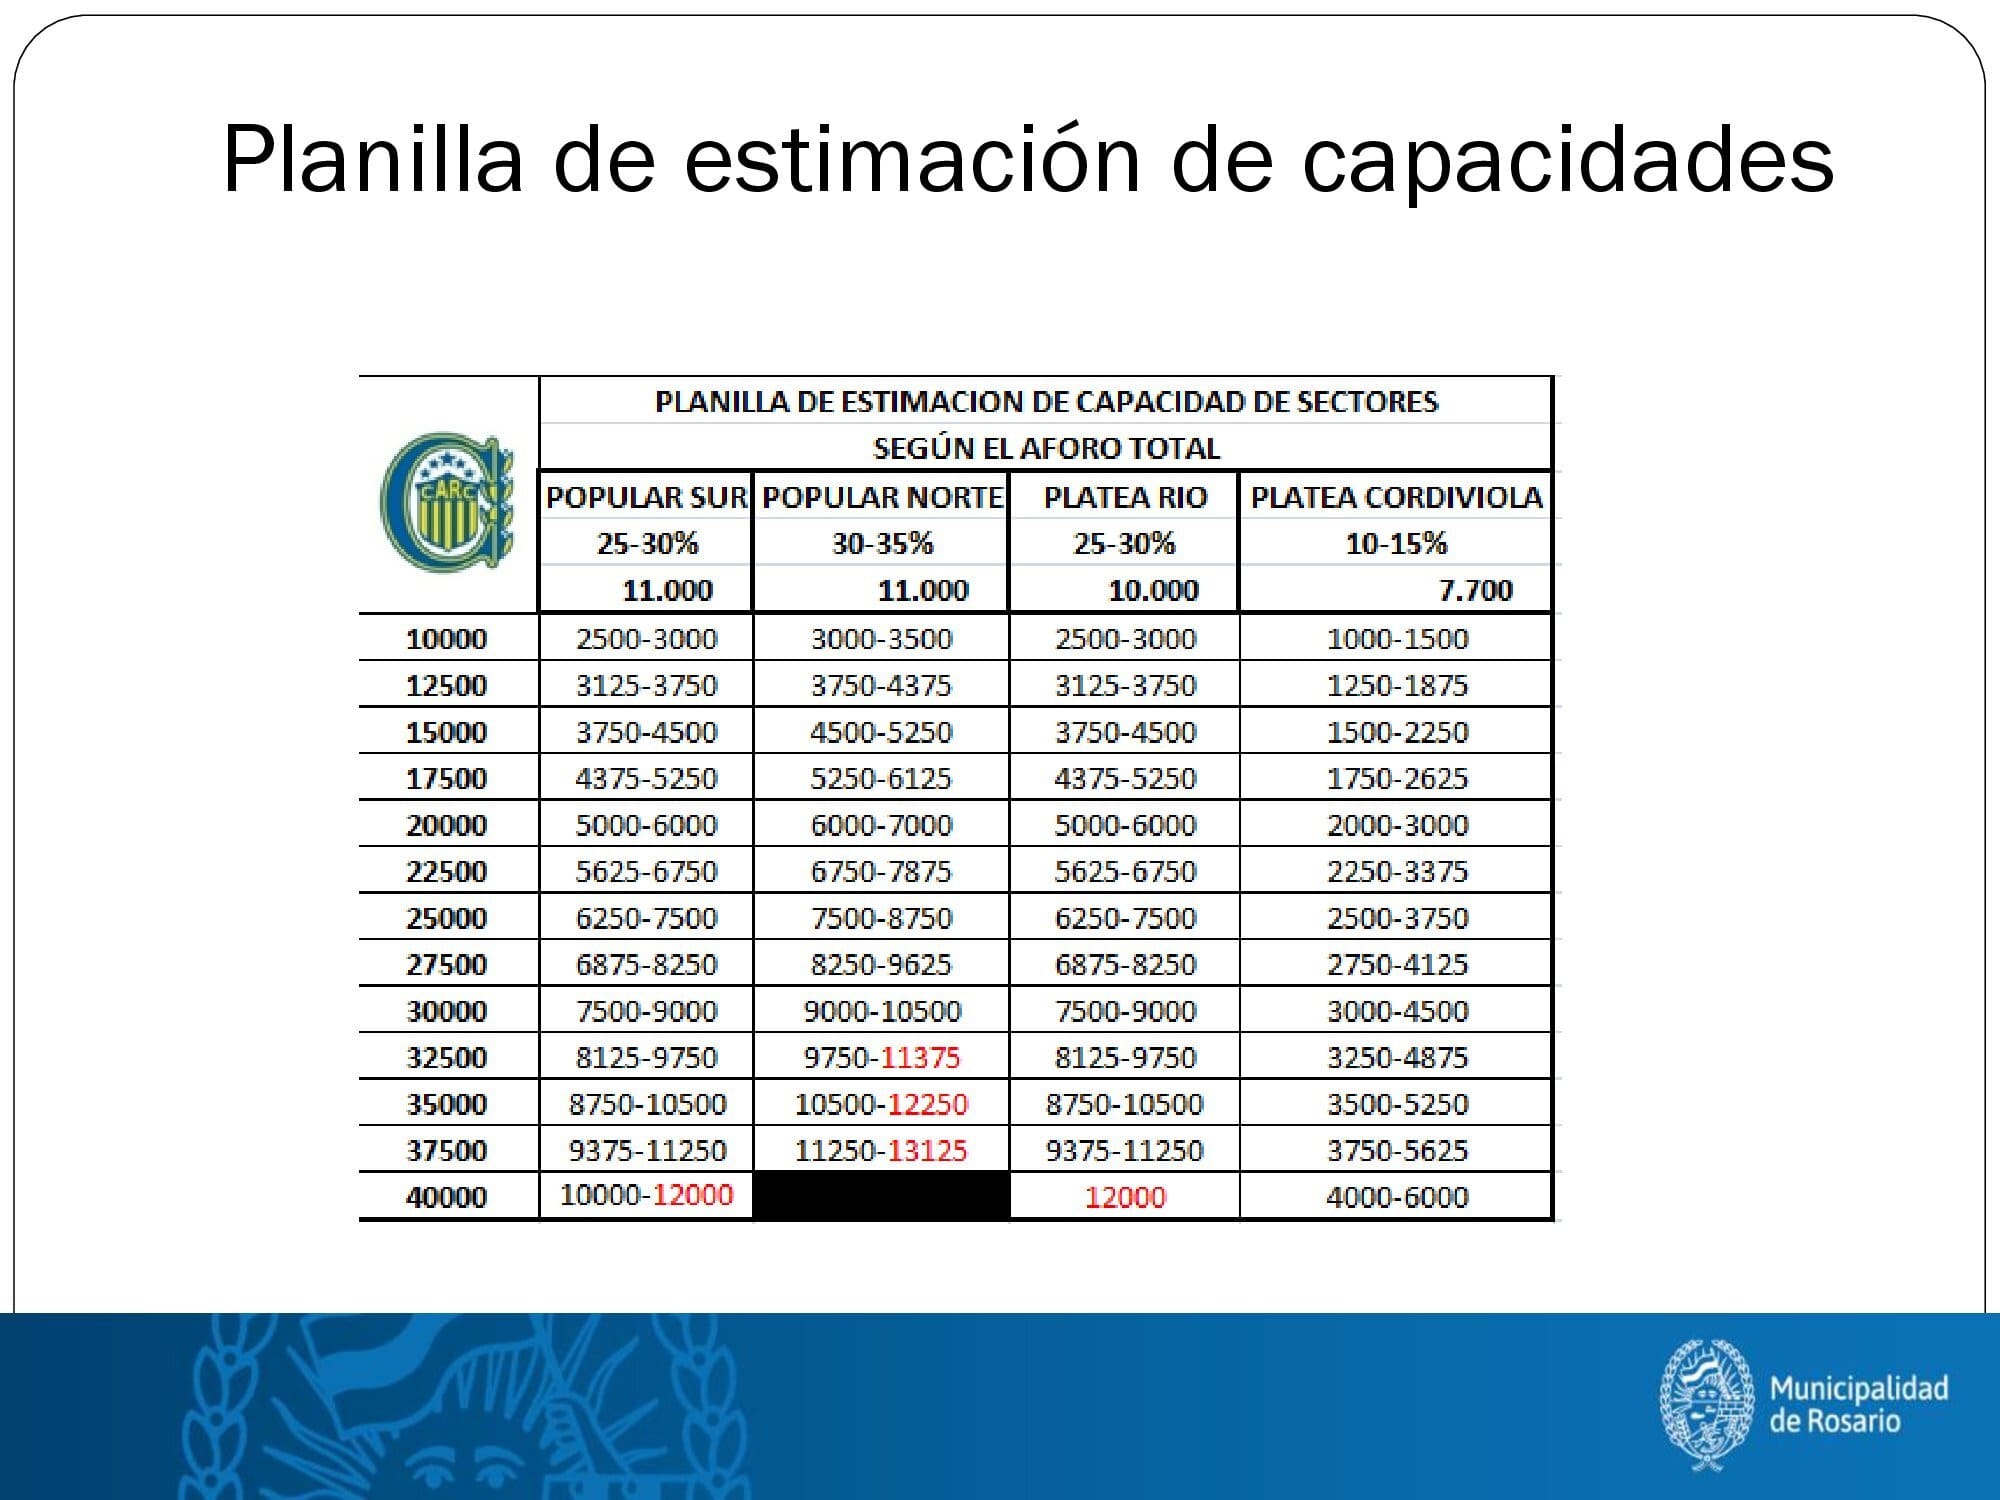 Planilla de estimación de capacidades
PLANILLA DE ESTIMACION DE CAPACIDAD DE SECTORES
SEGÚN EL AFORO TOTAL
CARC
POPULAR SUR POPULAR NORTE PLATEA RIO PLATEA CORDIVIOLA
25-30% 30-35% 25-30% 10-15%
11.000 11.000 10.000 7.700
10000 2500-3000 3000-3500 2500-3000 1000-1500
12500 3125-3750 3750-4375 3125-3750 1250-1875
15000 3750-4500 4500-5250 3750-4500 1500-2250
17500 4375-5250 5250-6125 4375-5250 1750-2625
20000 5000-6000 6000-7000 5000-6000 2000-3000
22500 5625-6750 6750-7875 5625-6750 2250-3375
25000 6250-7500 7500-8750 6250-7500 2500-3750
27500 6875-8250 8250-9625 6875-8250 2750-4125
30000 7500-9000 9000-10500 7500-9000 3000-4500
32500 8125-9750 9750-11375 8125-9750 3250-4875
35000 8750-10500 10500-12250 8750-10500 3500-5250
37500 9375-11250 11250-13125 9375-11250 3750-5625
40000 10000-12000 12000 4000-6000
Municipalidad
de Rosario